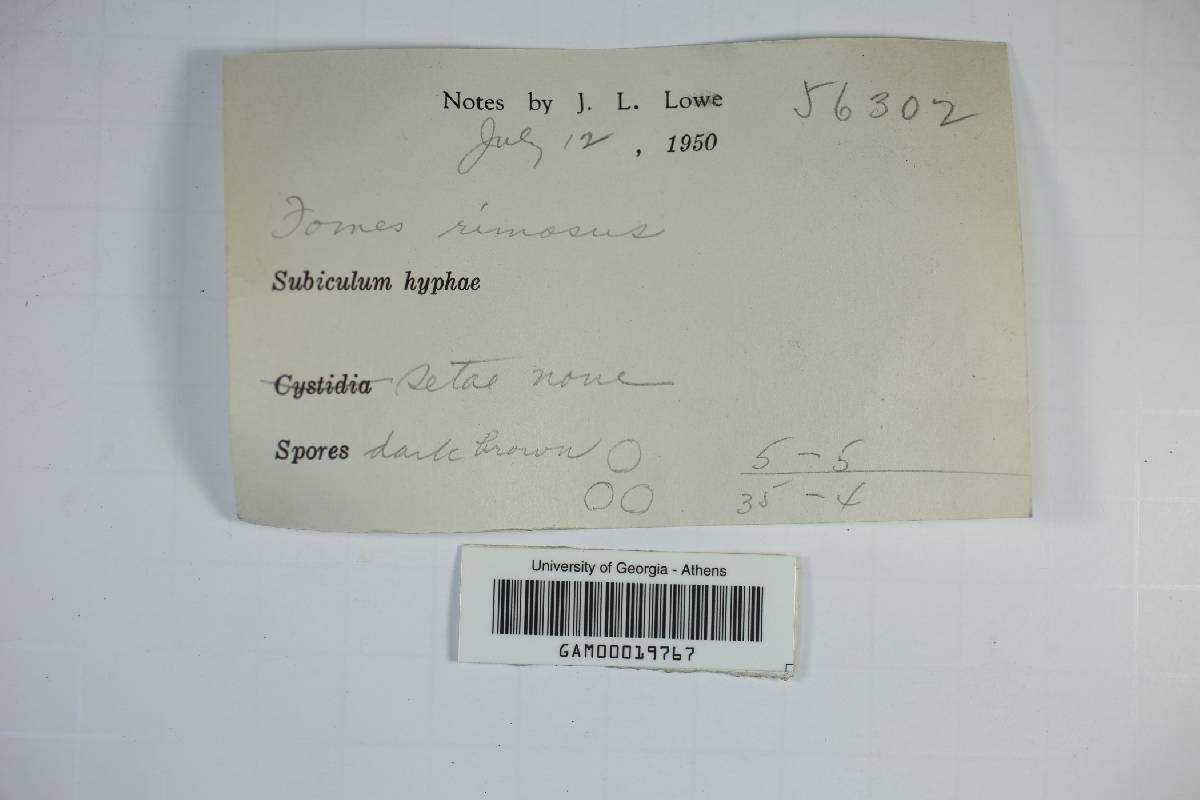 Notes by J. L. Lowe 56302
July 12, 1950
Fomes rimosus
Subiculum hyphae
Cystidia setae none
Spores dark brown 5 - 5
35 - 4
University of Georgia - Athens
GAM00019767